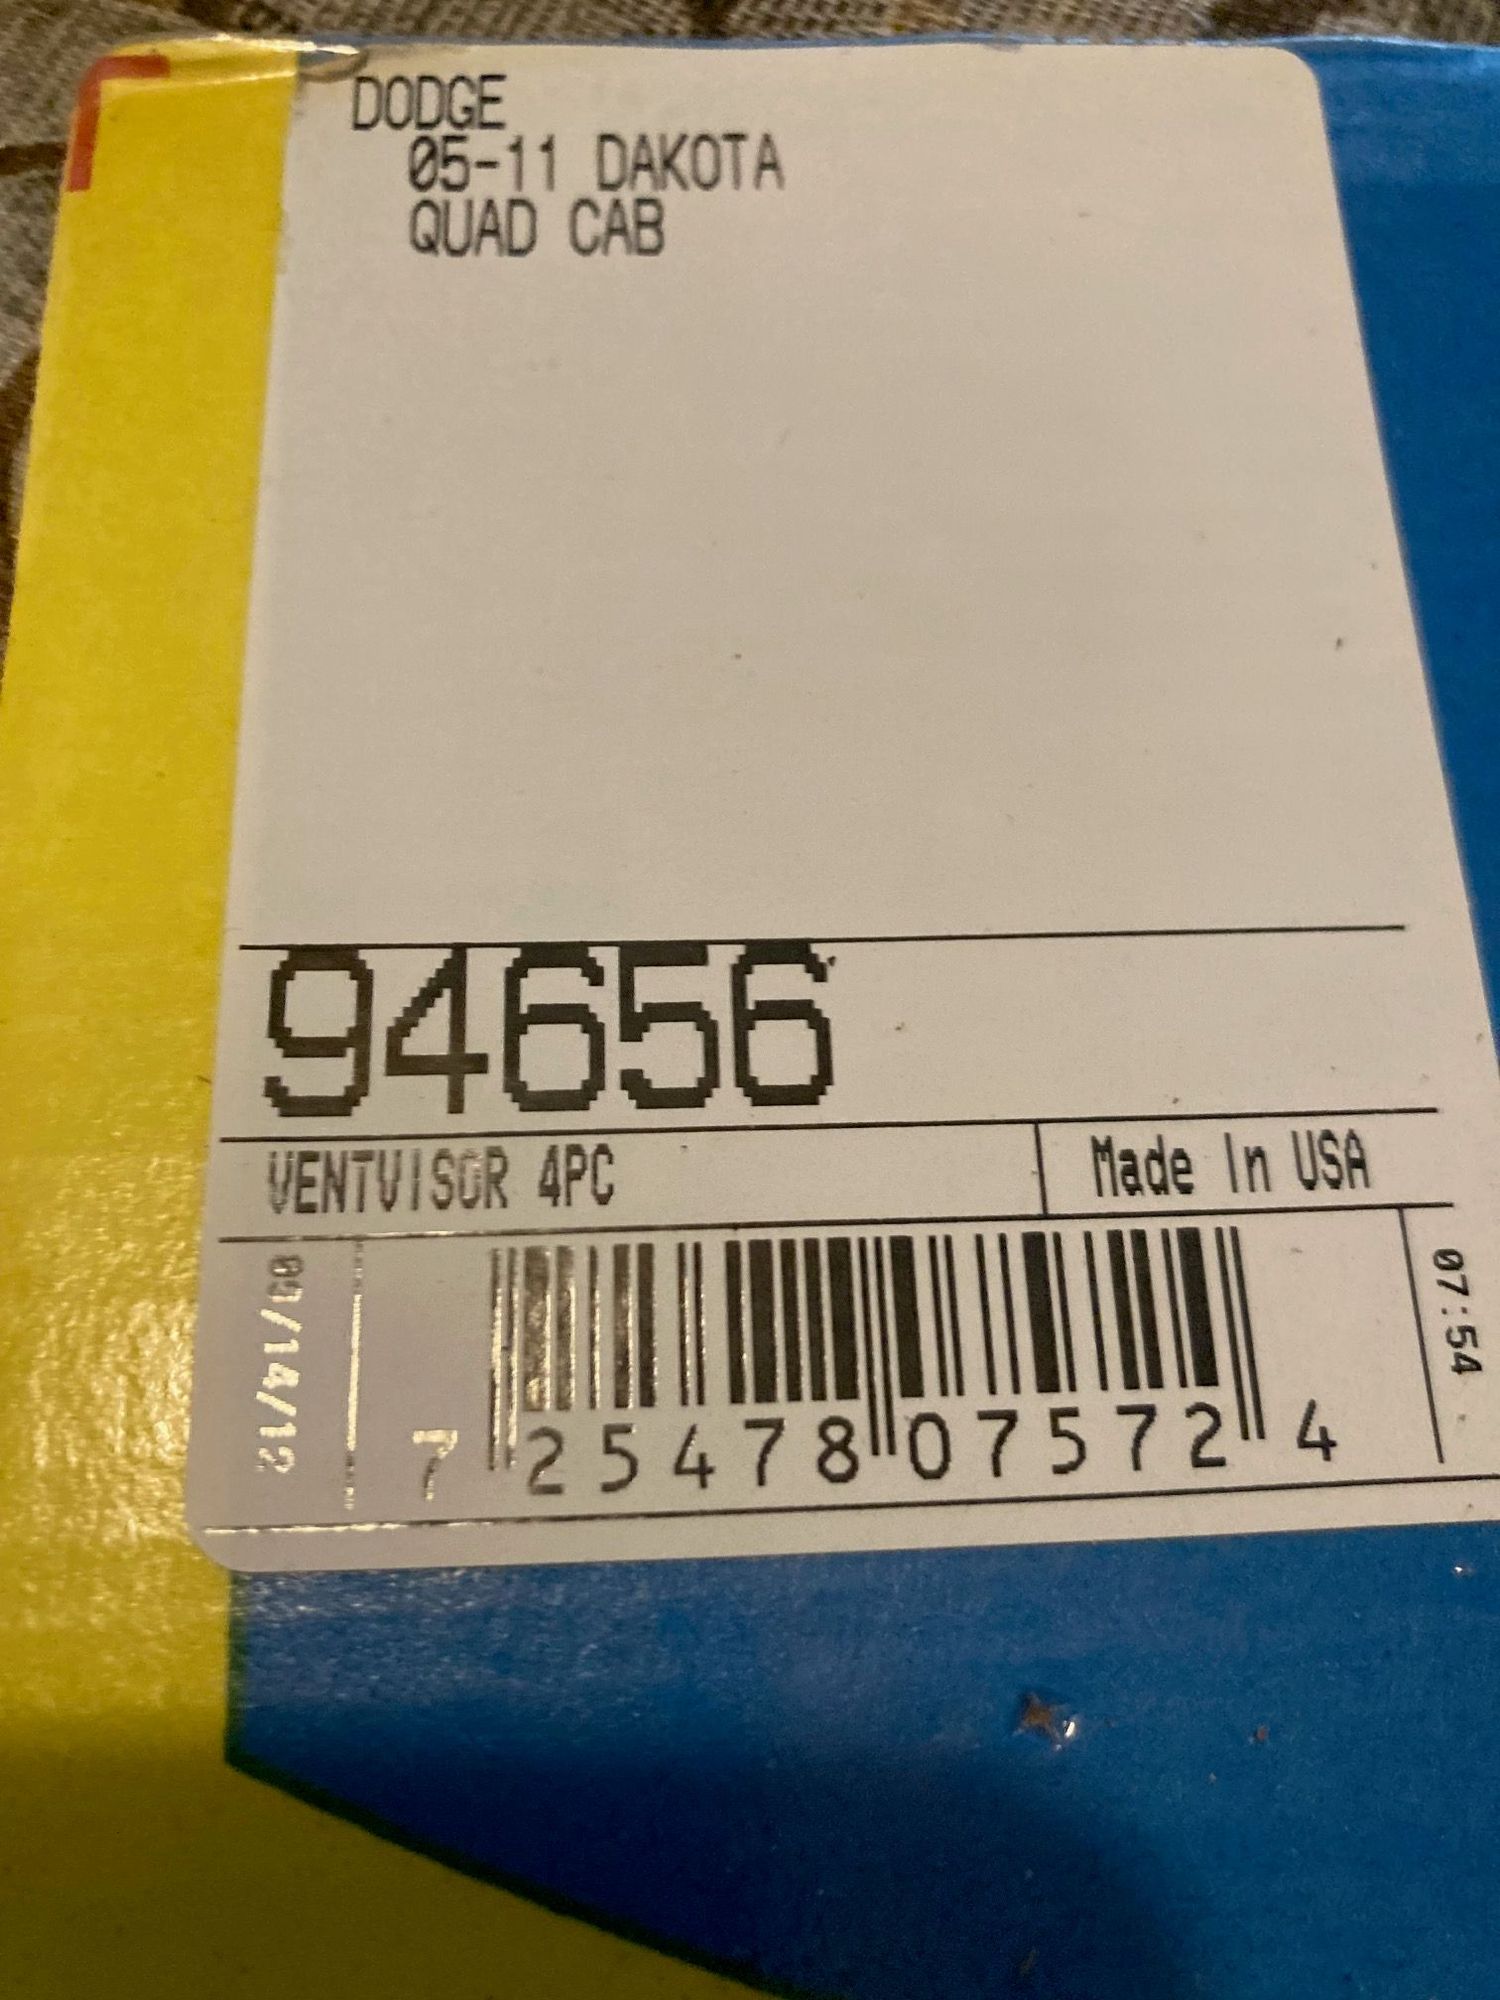 DODGE
05-11 DAKOTA
QUAD CAB
94656
VENTVISOR 4PC
Made In USA
07:54
7 25478 07572 4